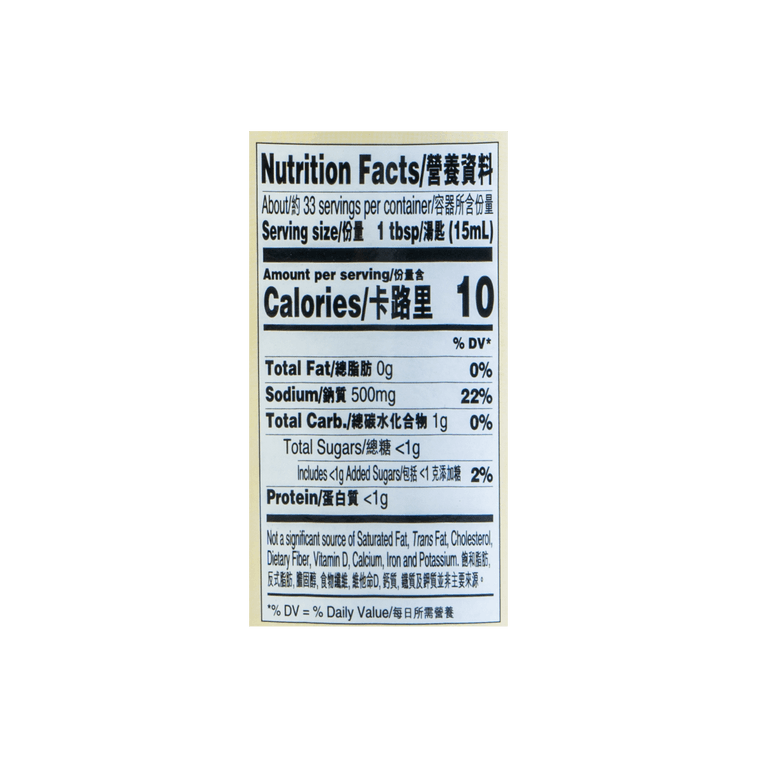 Nutrition Facts/營養資料
About/約 33 servings per container/容器所含份量
Serving size/份量 1 tbsp/湯匙 (15mL)
Amount per serving/份量含
Calories/卡路里 10
% DV*
Total Fat/總脂肪 0g 0%
Sodium/鈉質 500mg 22%
Total Carb./總碳水化合物 1g 0%
Total Sugars/總糖 <1g
Includes <1g Added Sugars/包括 <1 克添加糖 2%
Protein/蛋白質 <1g
Not a significant source of Saturated Fat, Trans Fat, Cholesterol,
Dietary Fiber, Vitamin D, Calcium, Iron and Potassium. 飽和脂肪,
反式脂肪, 膽固醇, 食物纖維, 維他命D, 鈣質, 鐵質及鉀質並非主要來源。
*% DV = % Daily Value/每日所需營養